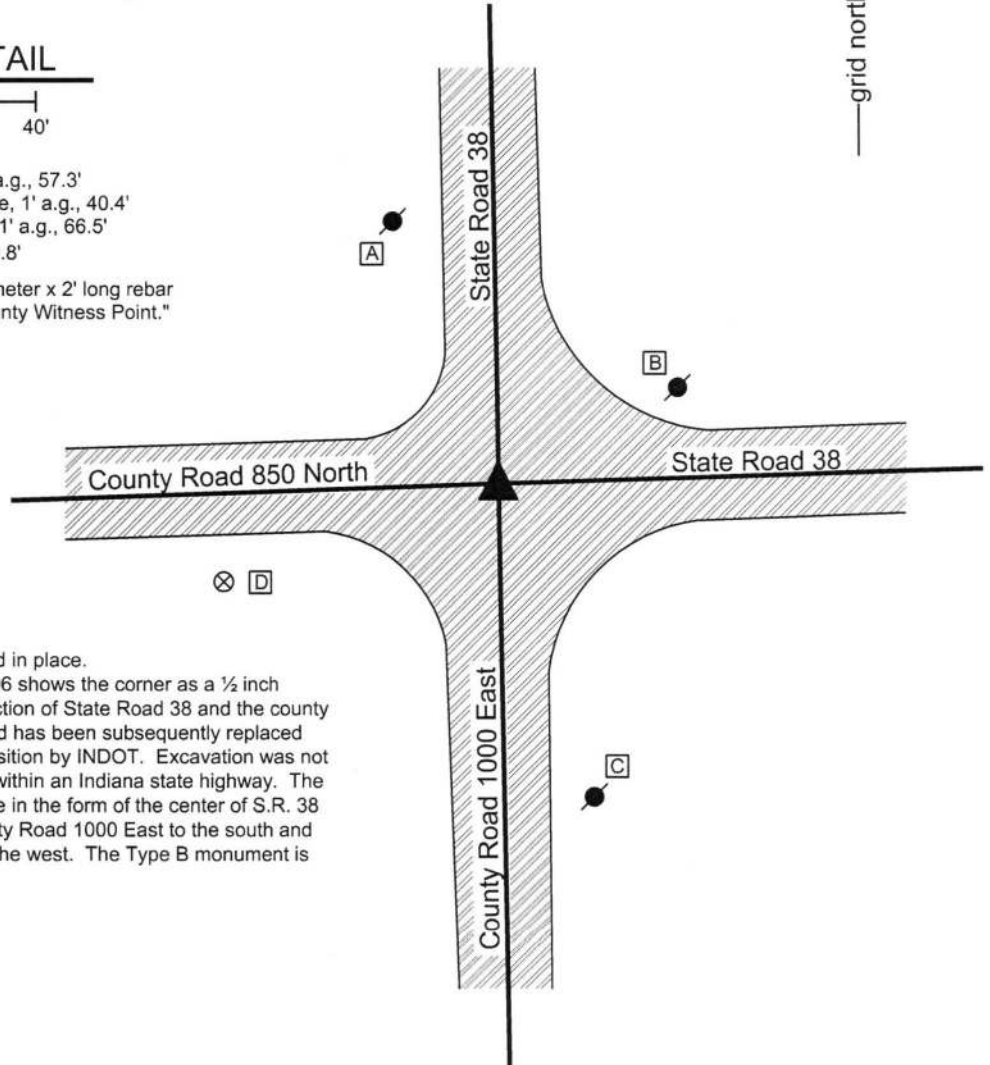 TAIL
40'
grid nort
a.g., 57.3'
e, 1' a.g., 40.4'
1' a.g., 66.5'
.8'
neter x 2' long rebar
nty Witness Point."
State Road 38
A
B
County Road 850 North
State Road 38
D
d in place.
06 shows the corner as a ½ inch
ction of State Road 38 and the county
d has been subsequently replaced
sition by INDOT. Excavation was not
within an Indiana state highway. The
e in the form of the center of S.R. 38
ty Road 1000 East to the south and
he west. The Type B monument is
County Road 1000 East
C